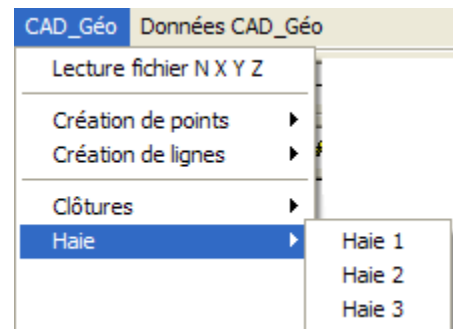 CAD_Géo Données CAD_Géo
Lecture fichier N X Y Z
Création de points
Création de lignes
Clôtures
Haie
Haie 1
Haie 2
Haie 3